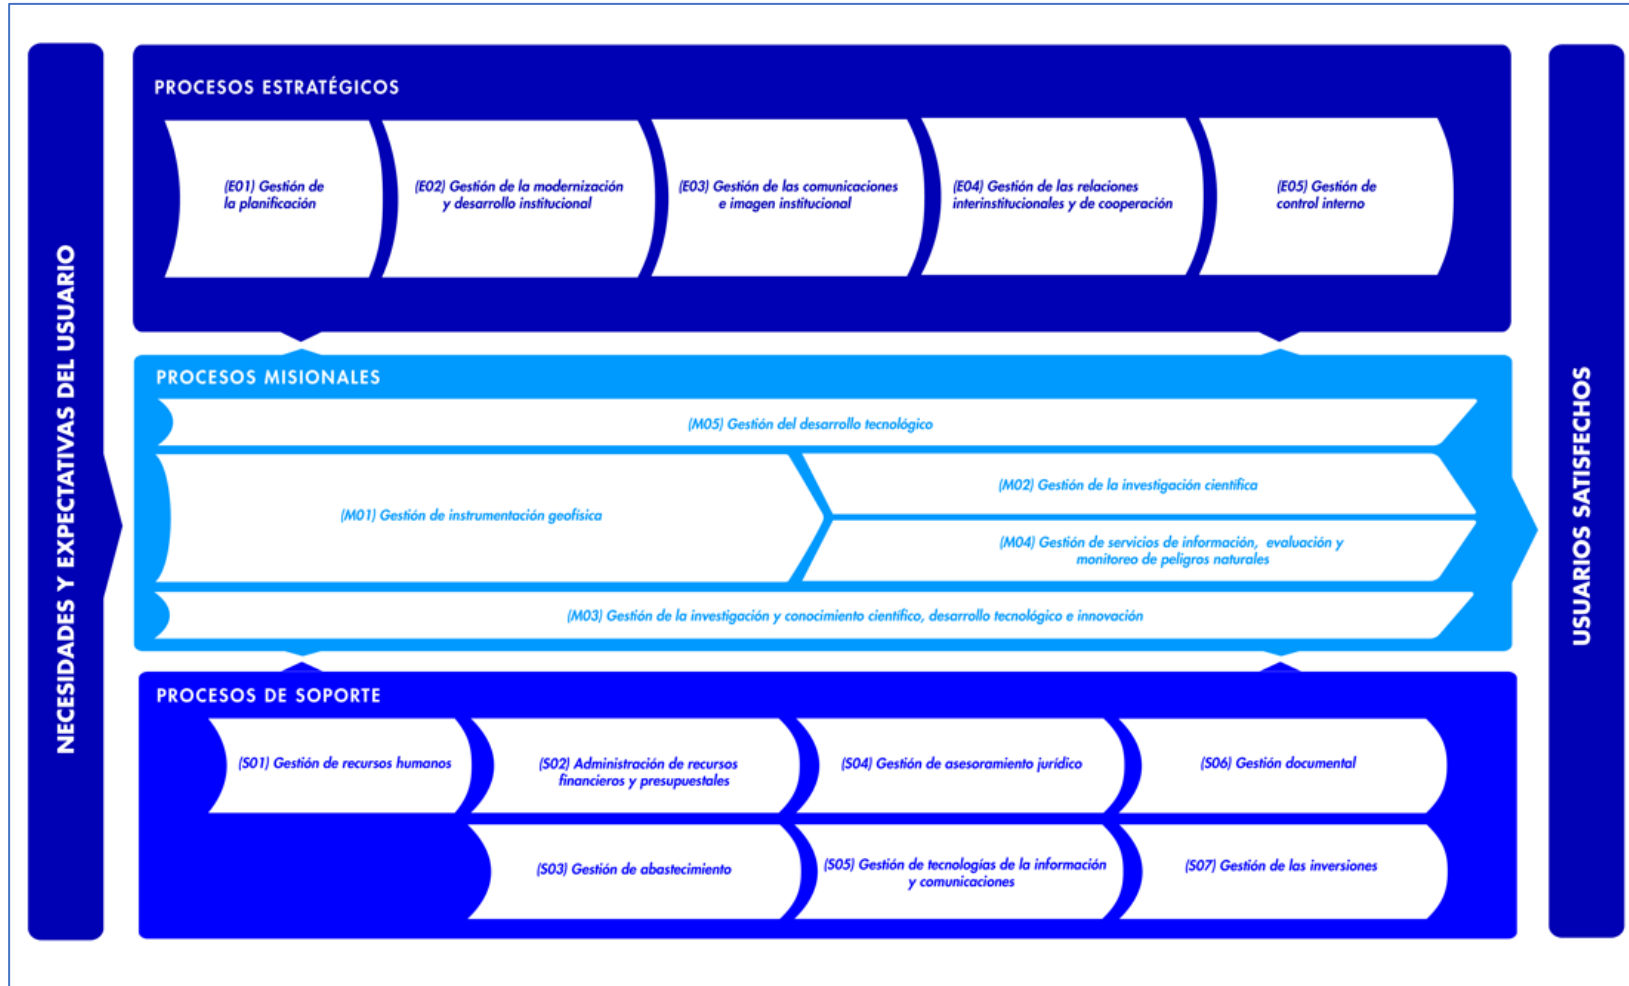 NECESIDADES Y EXPECTATIVAS DEL USUARIO
PROCESOS ESTRATÉGICOS
(E01) Gestión de
la planificación
(E02) Gestión de la modernización
y desarrollo institucional
(E03) Gestión de las comunicaciones
e imagen institucional
(E04) Gestión de las relaciones
interinstitucionales y de cooperación
(E05) Gestión de
control interno
PROCESOS MISIONALES
(M05) Gestión del desarrollo tecnológico
(M01) Gestión de instrumentación geofísica
(M02) Gestión de la investigación científica
(M04) Gestión de servicios de información, evaluación y
monitoreo de peligros naturales
(M03) Gestión de la investigación y conocimiento científico, desarrollo tecnológico e innovación
PROCESOS DE SOPORTE
(S01) Gestión de recursos humanos
(S02) Administración de recursos
financieros y presupuestales
(S04) Gestión de asesoramiento jurídico
(S06) Gestión documental
(S03) Gestión de abastecimiento
(S05) Gestión de tecnologías de la información
y comunicaciones
(S07) Gestión de las inversiones
USUARIOS SATISFECHOS